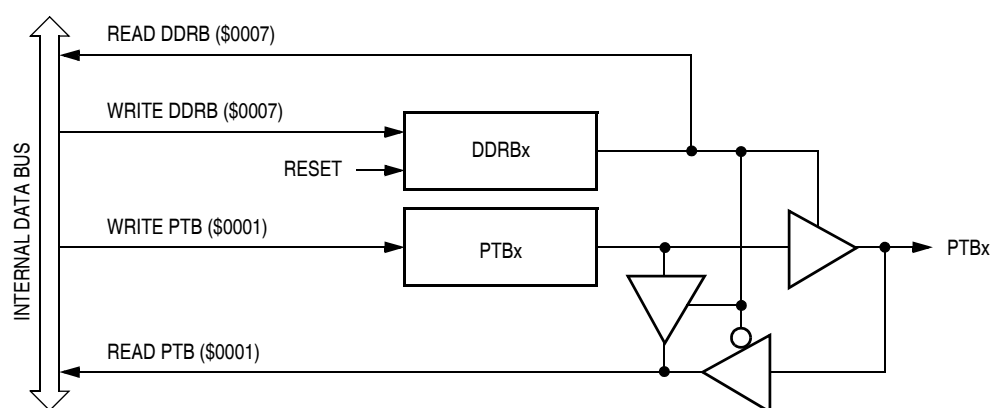 READ DDRB ($0007)
WRITE DDRB ($0007)
DDRBx
RESET
INTERNAL DATA BUS
WRITE PTB ($0001)
PTBx
PTBx
READ PTB ($0001)